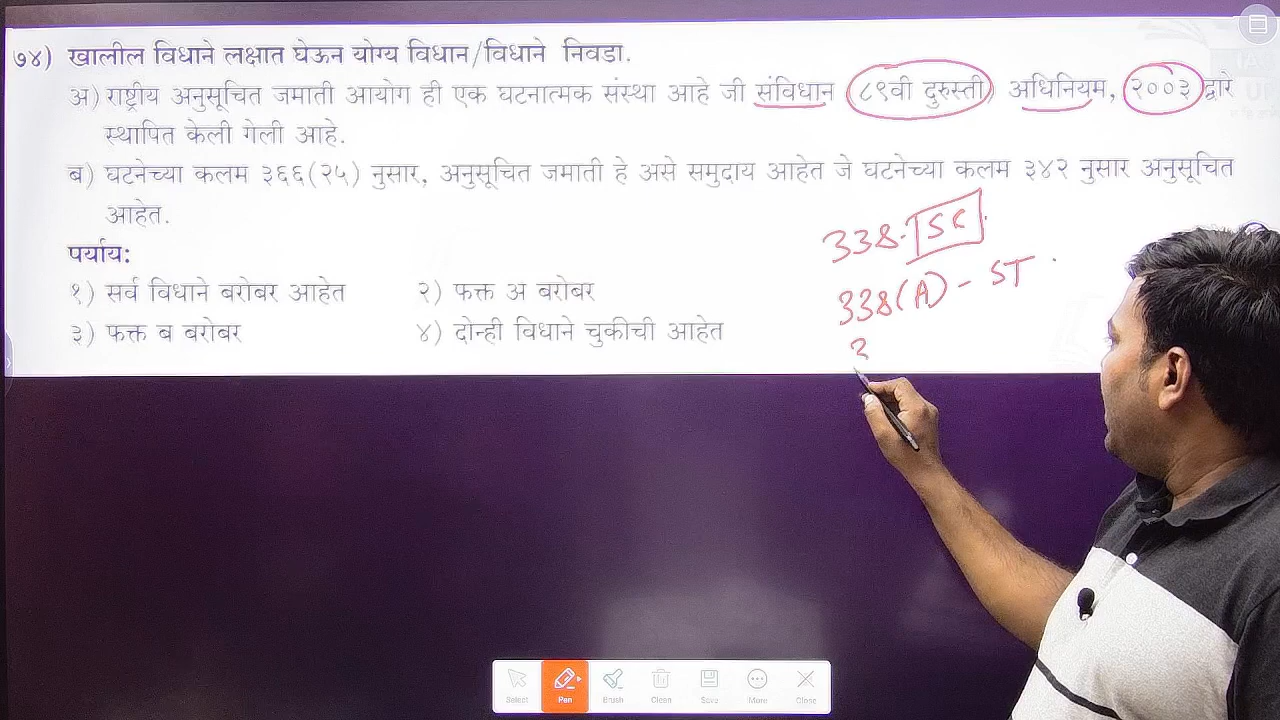 ७४) खालील विधाने लक्षात घेऊन योग्य विधान/विधाने निवडा.
अ) राष्ट्रीय अनुसूचित जमाती आयोग ही एक घटनात्मक संस्था आहे जी संविधान ८९वी दुरुस्ती अधिनियम, २००३ द्वारे
स्थापित केली गेली आहे.
ब) घटनेच्या कलम ३६६(२५) नुसार, अनुसूचित जमाती हे असे समुदाय आहेत जे घटनेच्या कलम ३४२ नुसार अनुसूचित
आहेत.
338- SC
पर्यायः
338(A) - ST
१) सर्व विधाने बरोबर आहेत २) फक्त अ बरोबर
३) फक्त ब बरोबर ४) दोन्ही विधाने चुकीची आहेत
Select Pen Brush Clean Save More Close